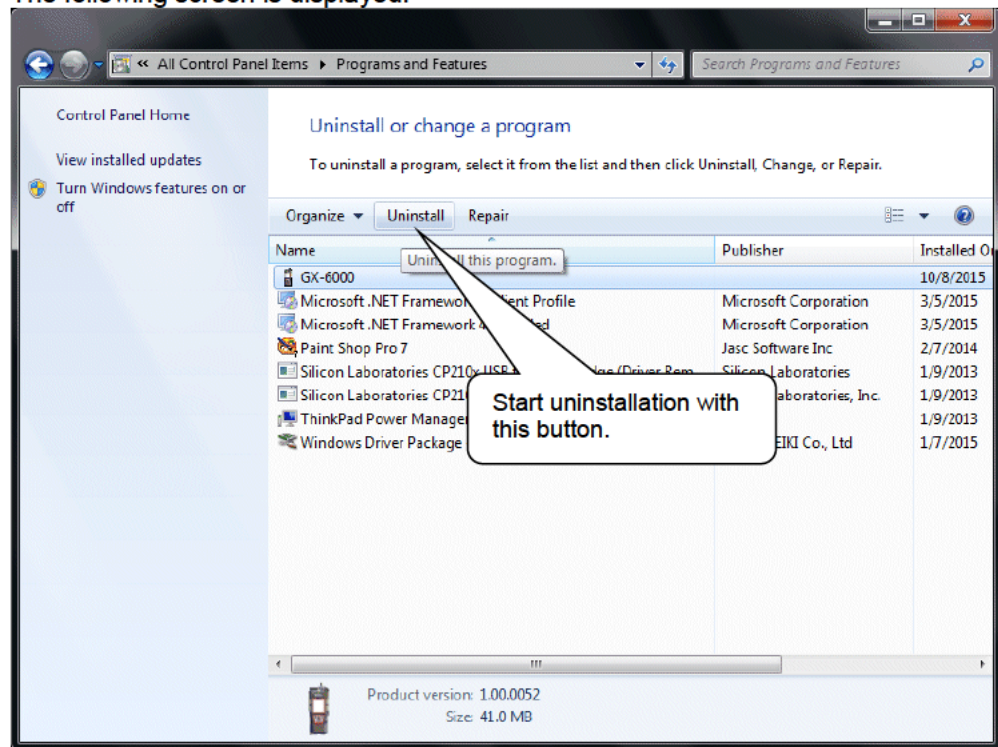 The following screen is displayed.
« All Control Panel Items ▸ Programs and Features
Search Programs and Features
Control Panel Home
View installed updates
Turn Windows features on or
off
Uninstall or change a program
To uninstall a program, select it from the list and then click Uninstall, Change, or Repair.
Organize Uninstall Repair
Name Publisher Installed
Uninstall this program.
GX-6000 10/8/2015
Microsoft .NET Framework Profile Microsoft Corporation 3/5/2015
Microsoft .NET Framework 4 Microsoft Corporation 3/5/2015
Paint Shop Pro 7 Jasc Software Inc 2/7/2014
Silicon Laboratories CP210x USB (Driver Rem Silicon Laboratories 1/9/2013
Silicon Laboratories Laboratories, Inc. 1/9/2013
ThinkPad Power 1/9/2013
Windows Driver Package Co., Ltd 1/7/2015
Start uninstallation with
this button.
Product version: 1.00.0052
Size: 41.0 MB